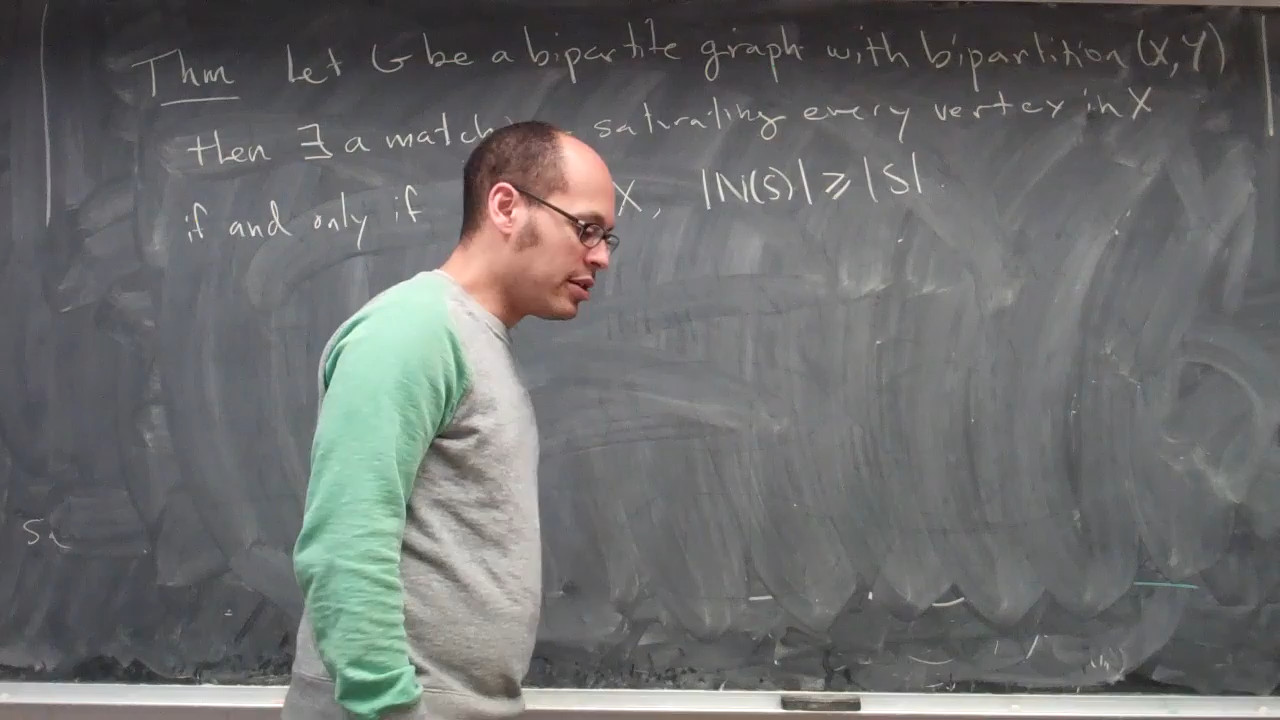 Thm Let G be a bipartite graph with bipartition (X,Y)
then ∃ a match saturating every vertex in X
if and only if X, |N(S)| ≥ |S|.